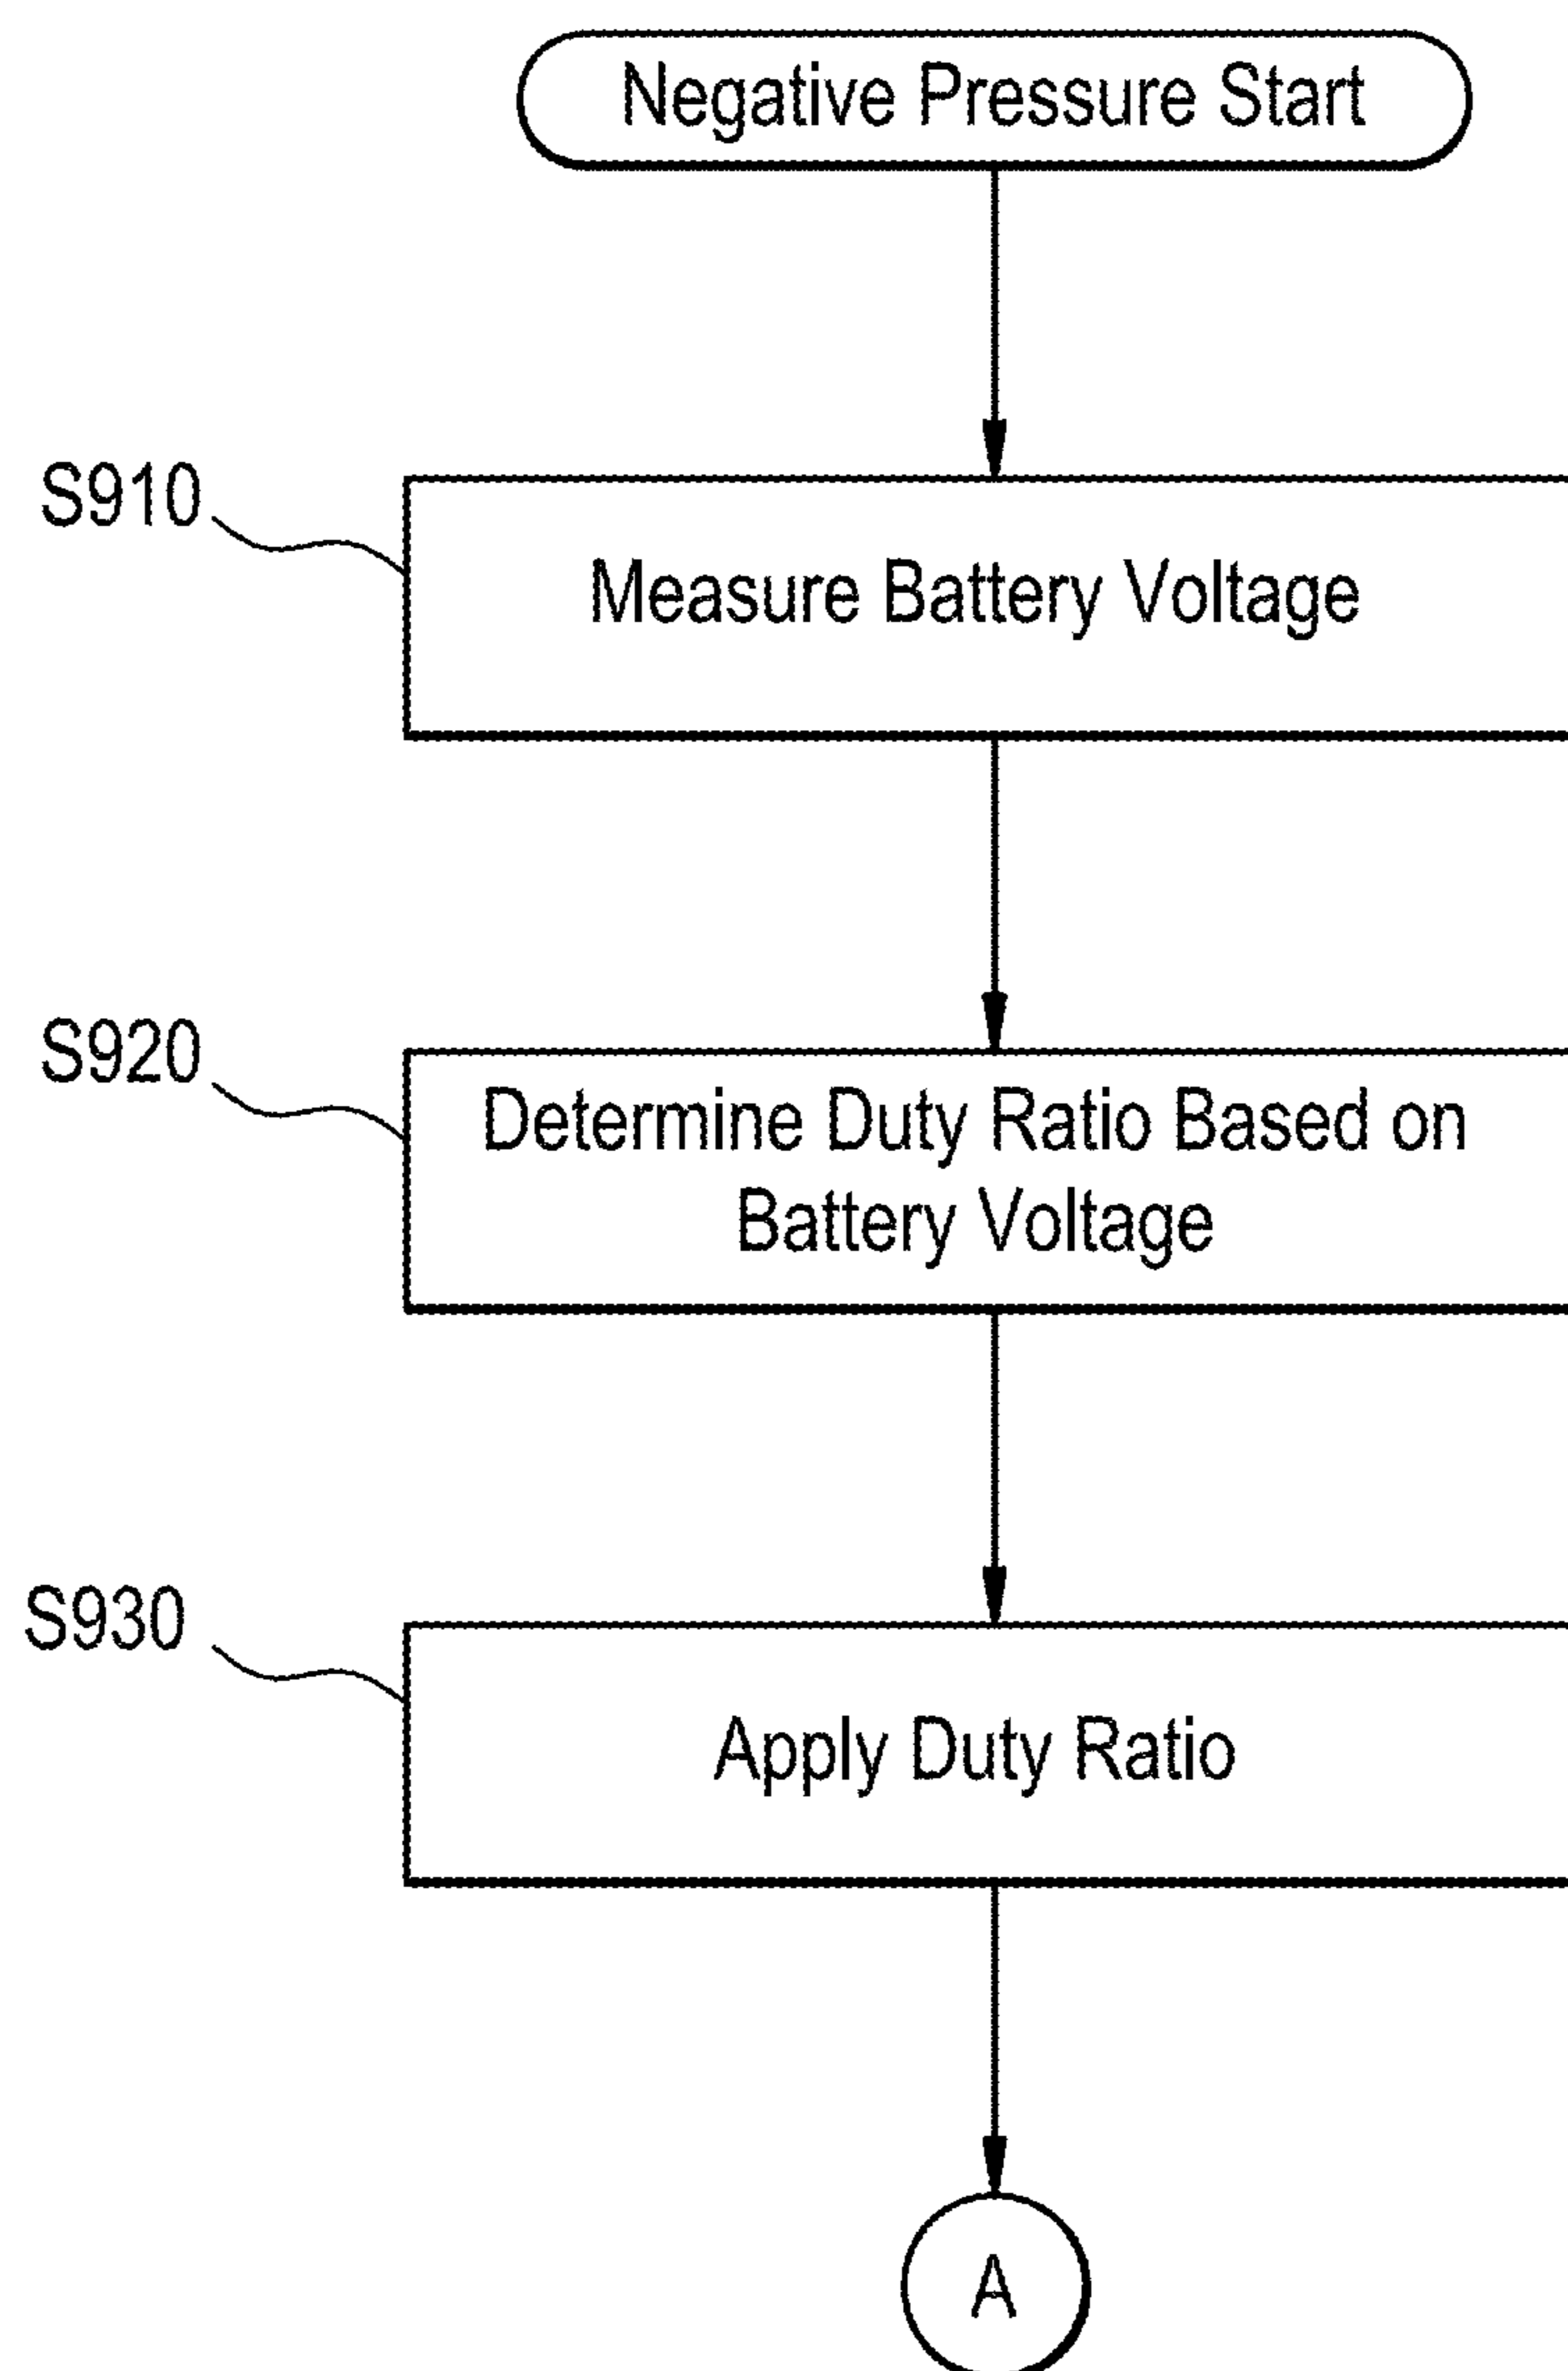 Negative Pressure Start
S910
Measure Battery Voltage
S920
Determine Duty Ratio Based on
Battery Voltage
S930
Apply Duty Ratio
A